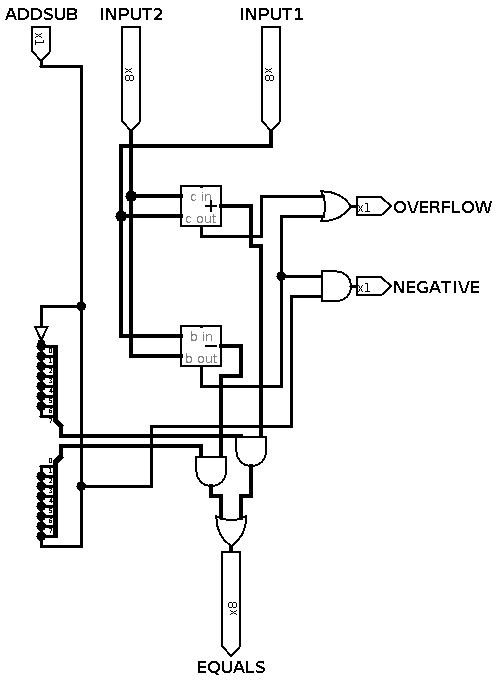 ADDSUB INPUT2 INPUT1
x1 x8 x8
c in
+
c out
x1 OVERFLOW
x1 NEGATIVE
b in
−
b out
x8
EQUALS